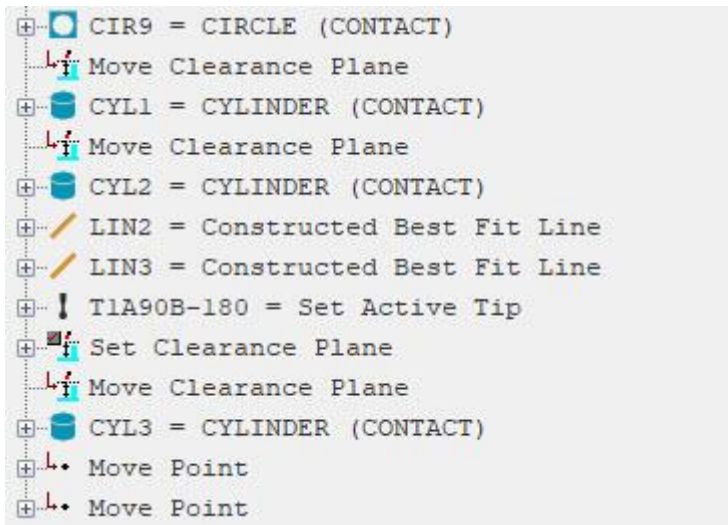 CIR9 = CIRCLE (CONTACT)
Move Clearance Plane
CYL1 = CYLINDER (CONTACT)
Move Clearance Plane
CYL2 = CYLINDER (CONTACT)
LIN2 = Constructed Best Fit Line
LIN3 = Constructed Best Fit Line
T1A90B-180 = Set Active Tip
Set Clearance Plane
Move Clearance Plane
CYL3 = CYLINDER (CONTACT)
Move Point
Move Point